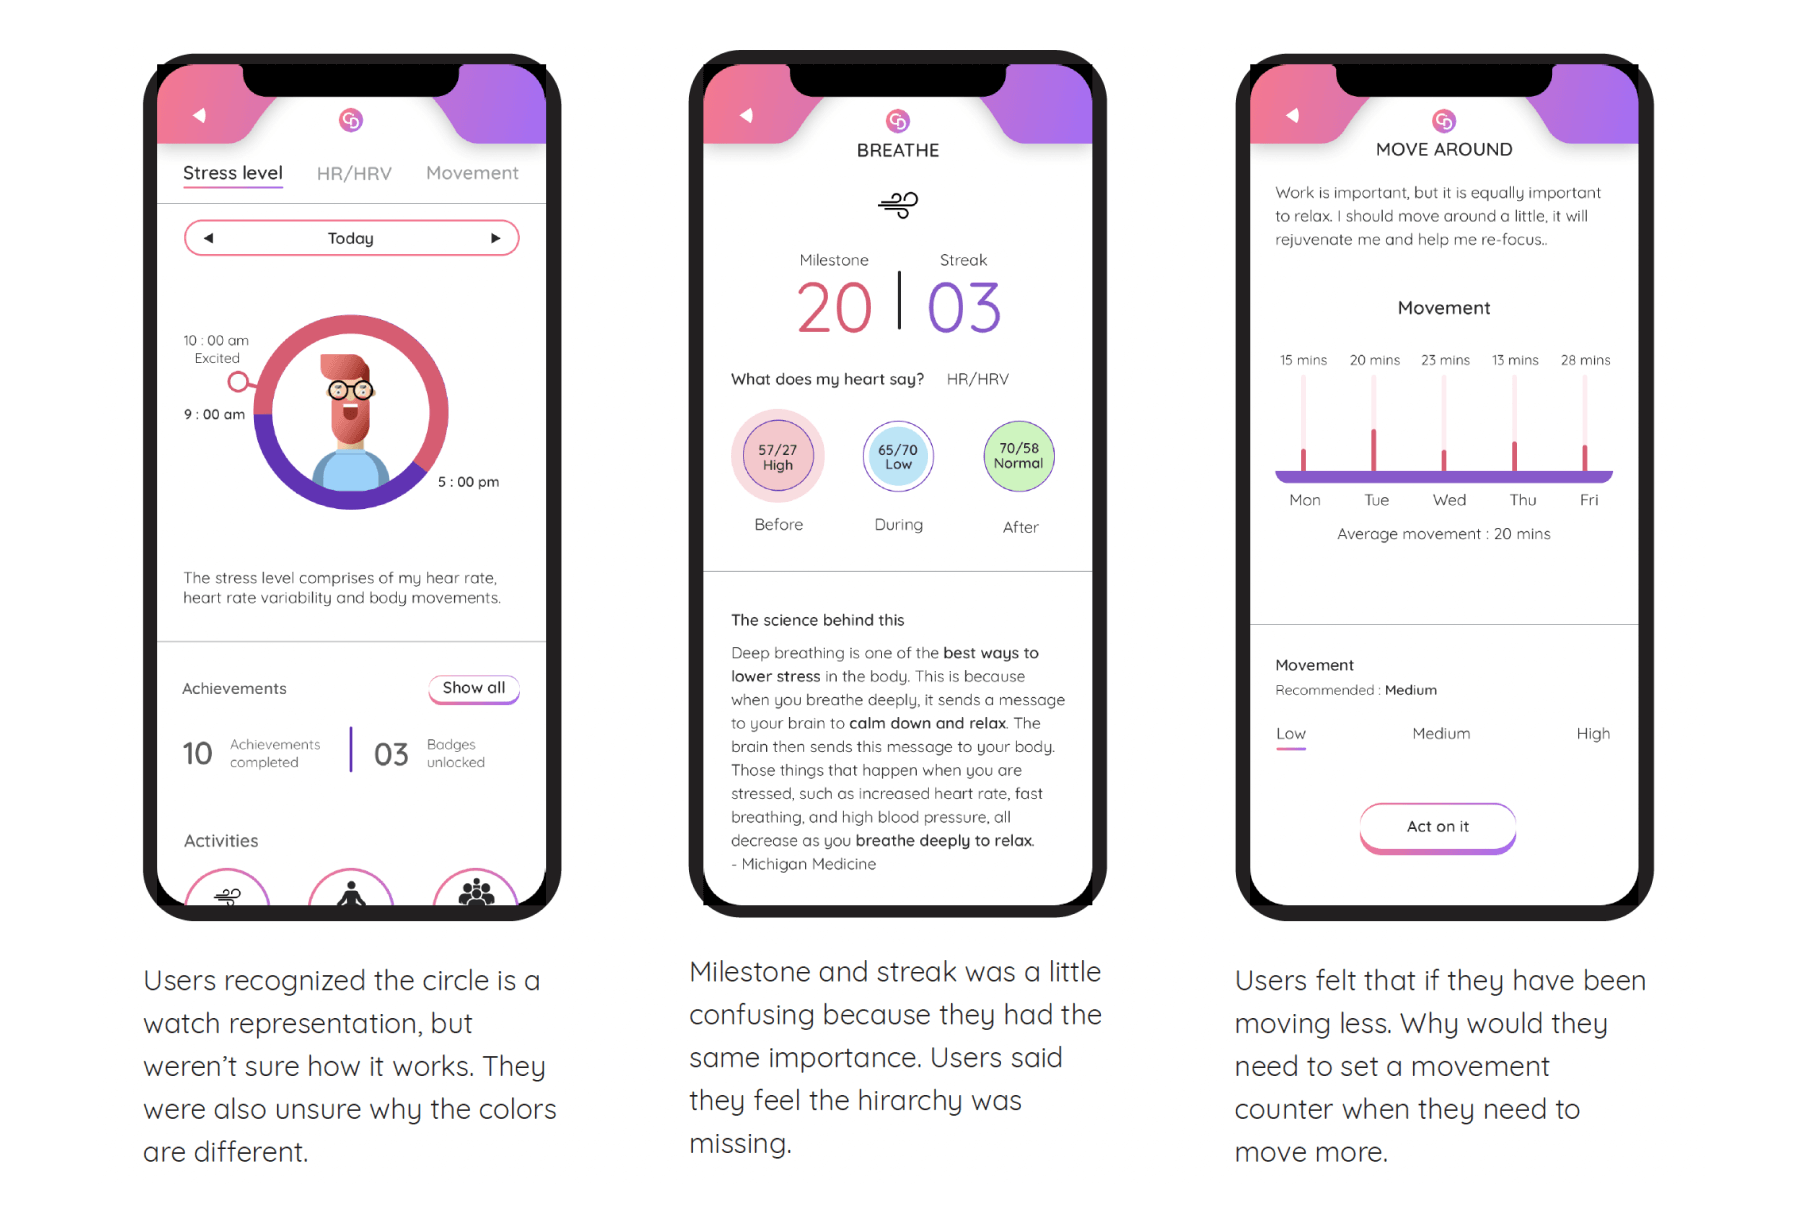 CD
Stress level HR/HRV Movement
Today
10 : 00 am
Excited
9 : 00 am
5 : 00 pm
The stress level comprises of my hear rate,
heart rate variability and body movements.
Achievements Show all
10 Achievements completed 03 Badges unlocked
Activities
Users recognized the circle is a
watch representation, but
weren't sure how it works. They
were also unsure why the colors
are different.
CD
BREATHE
Milestone Streak
20 03
What does my heart say? HR/HRV
57/27 65/70 70/58
High Low Normal
Before During After
The science behind this
Deep breathing is one of the best ways to
lower stress in the body. This is because
when you breathe deeply, it sends a message
to your brain to calm down and relax. The
brain then sends this message to your body.
Those things that happen when you are
stressed, such as increased heart rate, fast
breathing, and high blood pressure, all
decrease as you breathe deeply to relax.
- Michigan Medicine
Milestone and streak was a little
confusing because they had the
same importance. Users said
they feel the hirarchy was
missing.
CD
MOVE AROUND
Work is important, but it is equally important
to relax. I should move around a little, it will
rejuvenate me and help me re-focus..
Movement
15 mins 20 mins 23 mins 13 mins 28 mins
Mon Tue Wed Thu Fri
Average movement : 20 mins
Movement
Recommended : Medium
Low Medium High
Act on it
Users felt that if they have been
moving less. Why would they
need to set a movement
counter when they need to
move more.